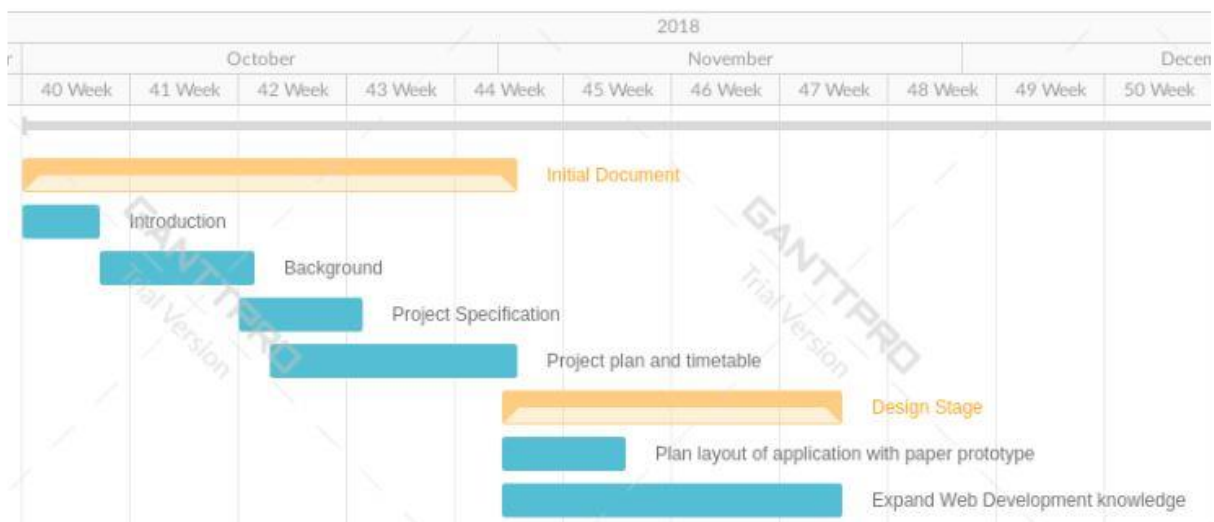 2018
October November Decem
40 Week 41 Week 42 Week 43 Week 44 Week 45 Week 46 Week 47 Week 48 Week 49 Week 50 Week
Initial Document
Introduction
Background
Project Specification
Project plan and timetable
Design Stage
Plan layout of application with paper prototype
Expand Web Development knowledge
GANTTPRO
Trial Version
GANTTPRO
Trial Version